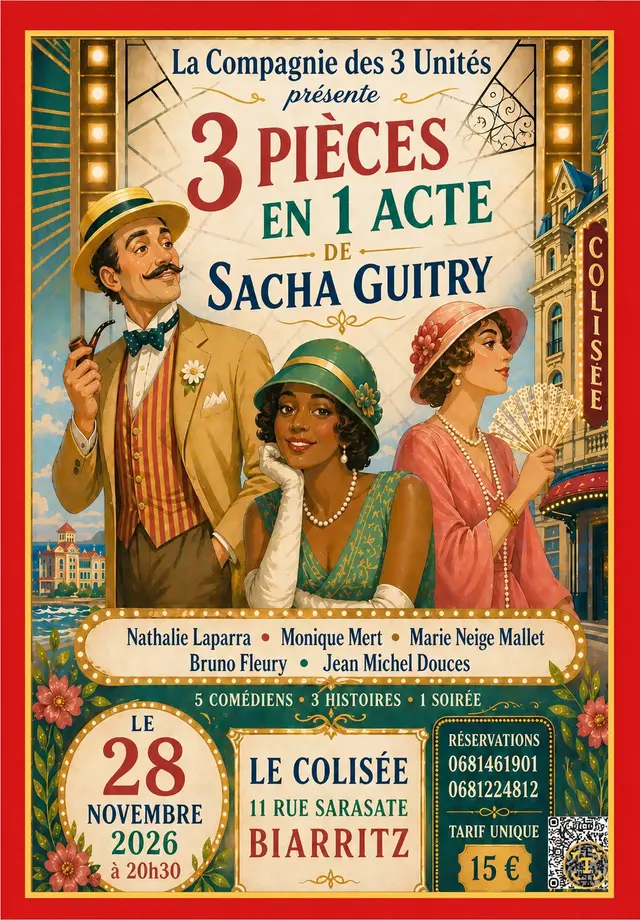 La Compagnie des 3 Unités
présente
3 PIÈCES
EN 1 ACTE
DE
SACHA GUITRY
COLISÉE
Nathalie Laparra • Monique Mert • Marie Neige Mallet
Bruno Fleury • Jean Michel Douces
5 COMÉDIENS • 3 HISTOIRES • 1 SOIRÉE
LE
28
NOVEMBRE
2026
à 20h30
LE COLISÉE
11 RUE SARASATE
BIARRITZ
RÉSERVATIONS
0681461901
0681224812
TARIF UNIQUE
15 €